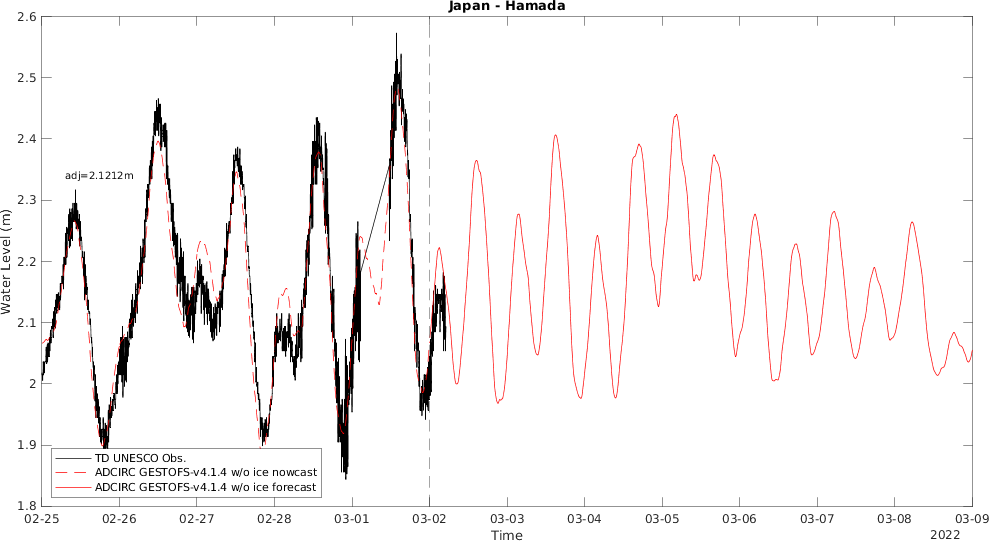 Japan - Hamada
2.6
2.5
2.4
2.3
2.2
2.1
2
1.9
1.8
Water Level (m)
adj=2.1212m
TD UNESCO Obs.
ADCIRC GESTOFS-v4.1.4 w/o ice nowcast
ADCIRC GESTOFS-v4.1.4 w/o ice forecast
02-25 02-26 02-27 02-28 03-01 03-02 03-03 03-04 03-05 03-06 03-07 03-08 03-09
Time
2022